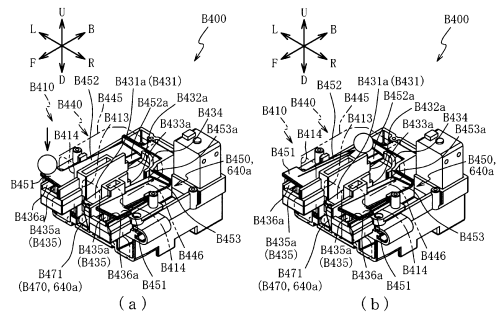 U
L
B
F
R
D
B400
B410
B452
B431a (B431)
B440
B445
B452a
B432a
B413
B434
B433a
B453a
B414
B450,
640a
B451
B436a
B435a
(B435)
B435a
(B435)
B453
B446
B471
B436a
B414
(B470, 640a)
B451
(a)
U
L
B
F
R
D
B400
B431a (B431)
B452
B452a
B410
B445
B440
B413
B432a
B414
B434
B433a
B453a
B451
B450,
640a
B436a
B435a
(B435)
B435a
(B435)
B453
B446
B471
B436a
B414
(B470, 640a)
B451
(b)